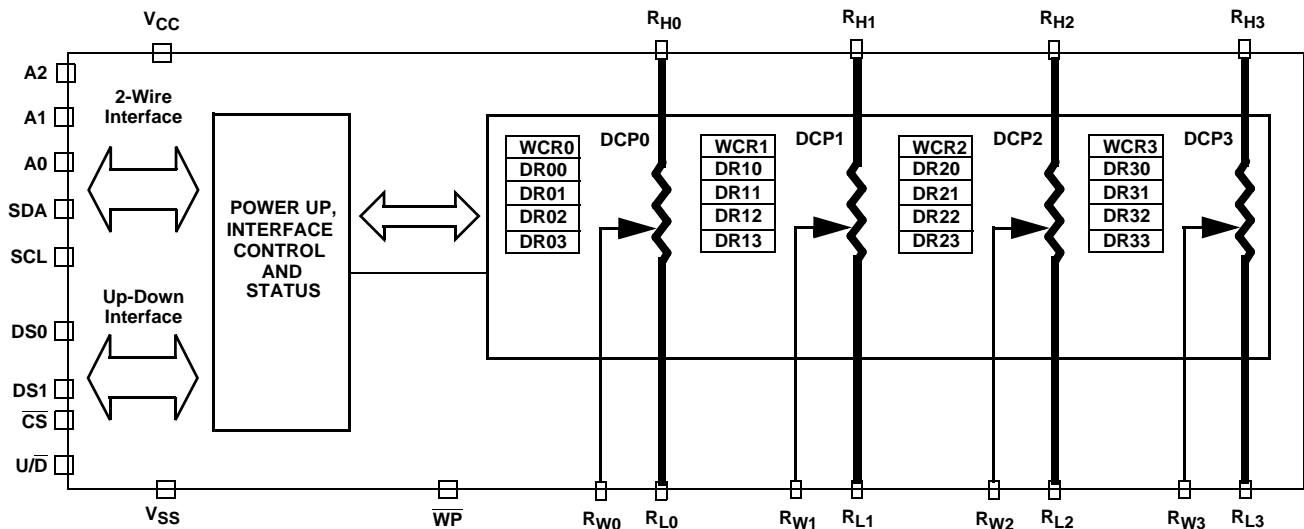 VCC
RH0
RH1
RH2
RH3
A2
A1
A0
SDA
SCL
DS0
DS1
C̅S̅
U/D̅
2-Wire
Interface
Up-Down
Interface
POWER UP,
INTERFACE
CONTROL
AND
STATUS
WCR0
DR00
DR01
DR02
DR03
DCP0
WCR1
DR10
DR11
DR12
DR13
DCP1
WCR2
DR20
DR21
DR22
DR23
DCP2
WCR3
DR30
DR31
DR32
DR33
DCP3
VSS
W̅P̅
RW0
RL0
RW1
RL1
RW2
RL2
RW3
RL3